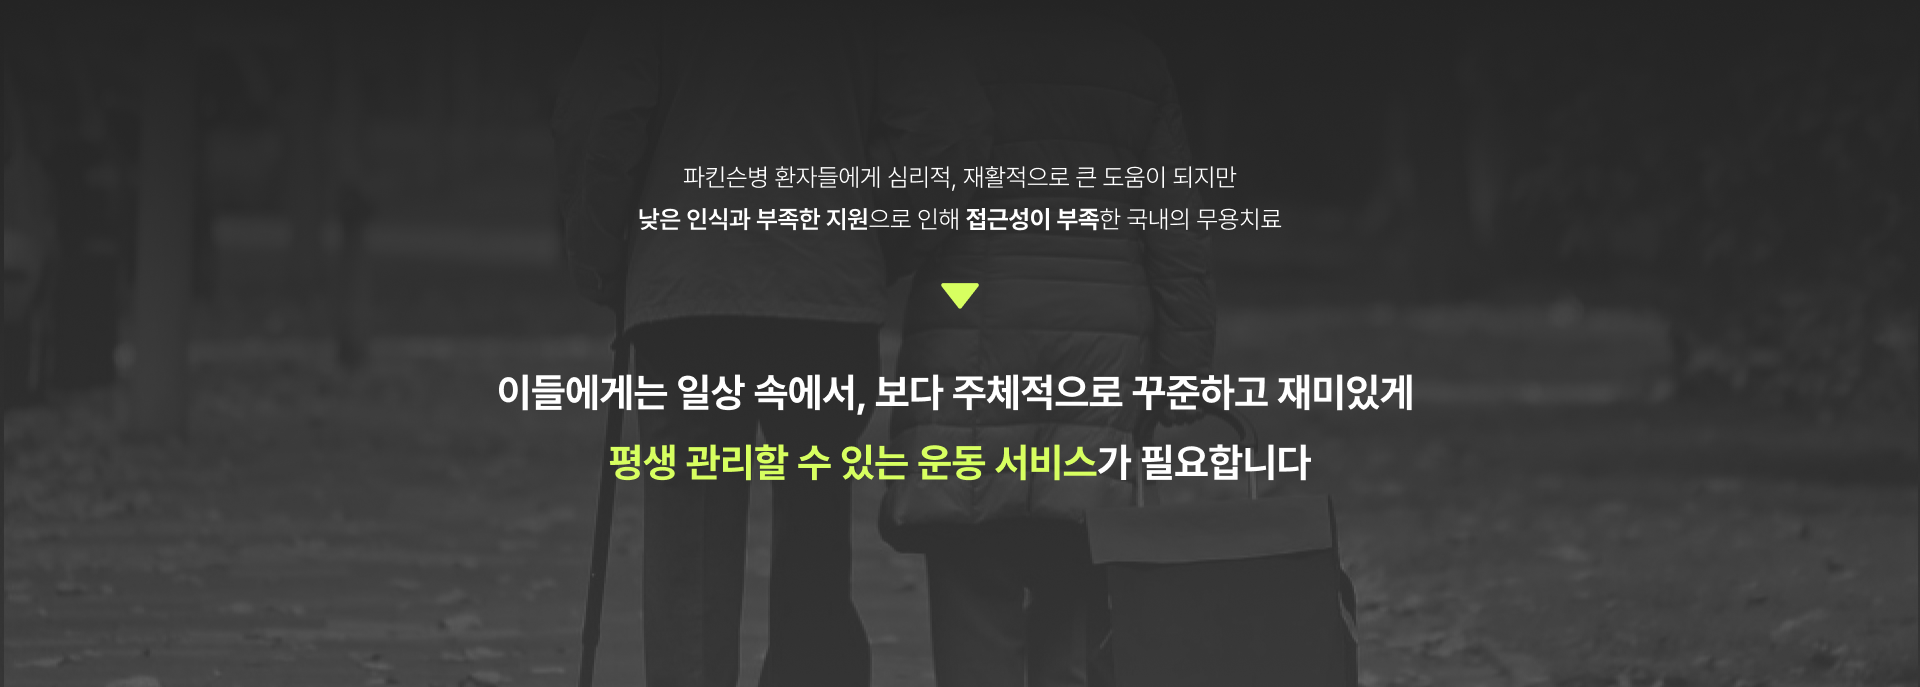 파킨슨병 환자들에게 심리적, 재활적으로 큰 도움이 되지만
낮은 인식과 부족한 지원으로 인해 접근성이 부족한 국내의 무용치료
이들에게는 일상 속에서, 보다 주체적으로 꾸준하고 재미있게
평생 관리할 수 있는 운동 서비스가 필요합니다